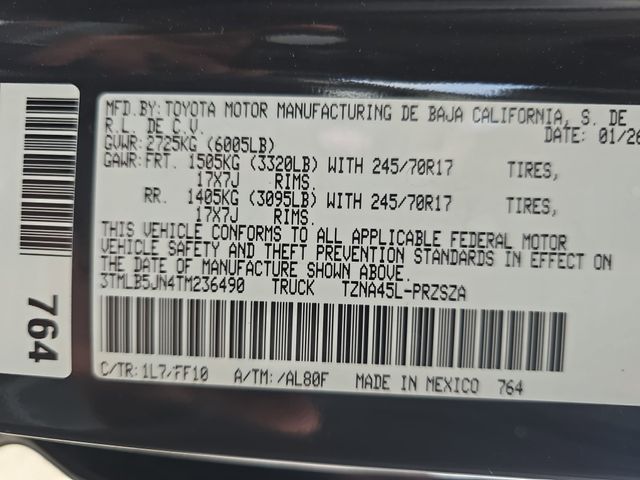 MFD.BY: TOYOTA MOTOR MANUFACTURING DE BAJA CALIFORNIA, S. DE
R.L. DE C.V. DATE: 01/26
GVWR: 2725KG (6005LB)
GAWR: FRT. 1505KG (3320LB) WITH 245/70R17 TIRES,
17X7J RIMS.
RR. 1405KG (3095LB) WITH 245/70R17 TIRES,
17X7J RIMS.
THIS VEHICLE CONFORMS TO ALL APPLICABLE FEDERAL MOTOR
VEHICLE SAFETY AND THEFT PREVENTION STANDARDS IN EFFECT ON
THE DATE OF MANUFACTURE SHOWN ABOVE.
3TMLB5JN4TM236490 TRUCK TZNA45L-PRZSZA
C/TR: 1L7/FF10 A/TM: /AL80F MADE IN MEXICO 764
764